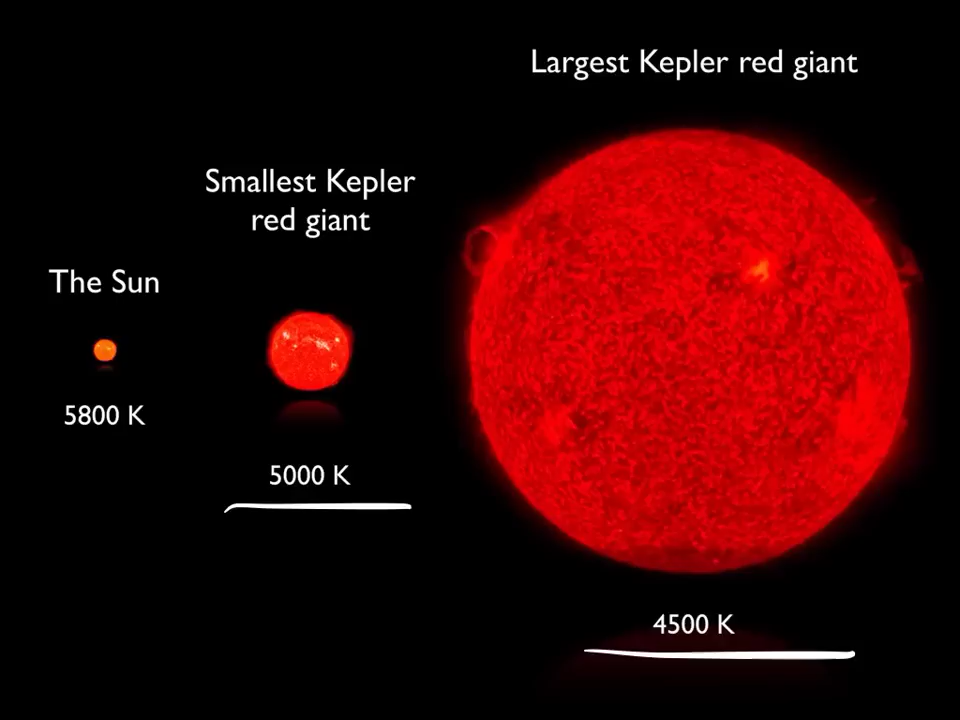 Largest Kepler red giant
Smallest Kepler
red giant
The Sun
5800 K
5000 K
4500 K